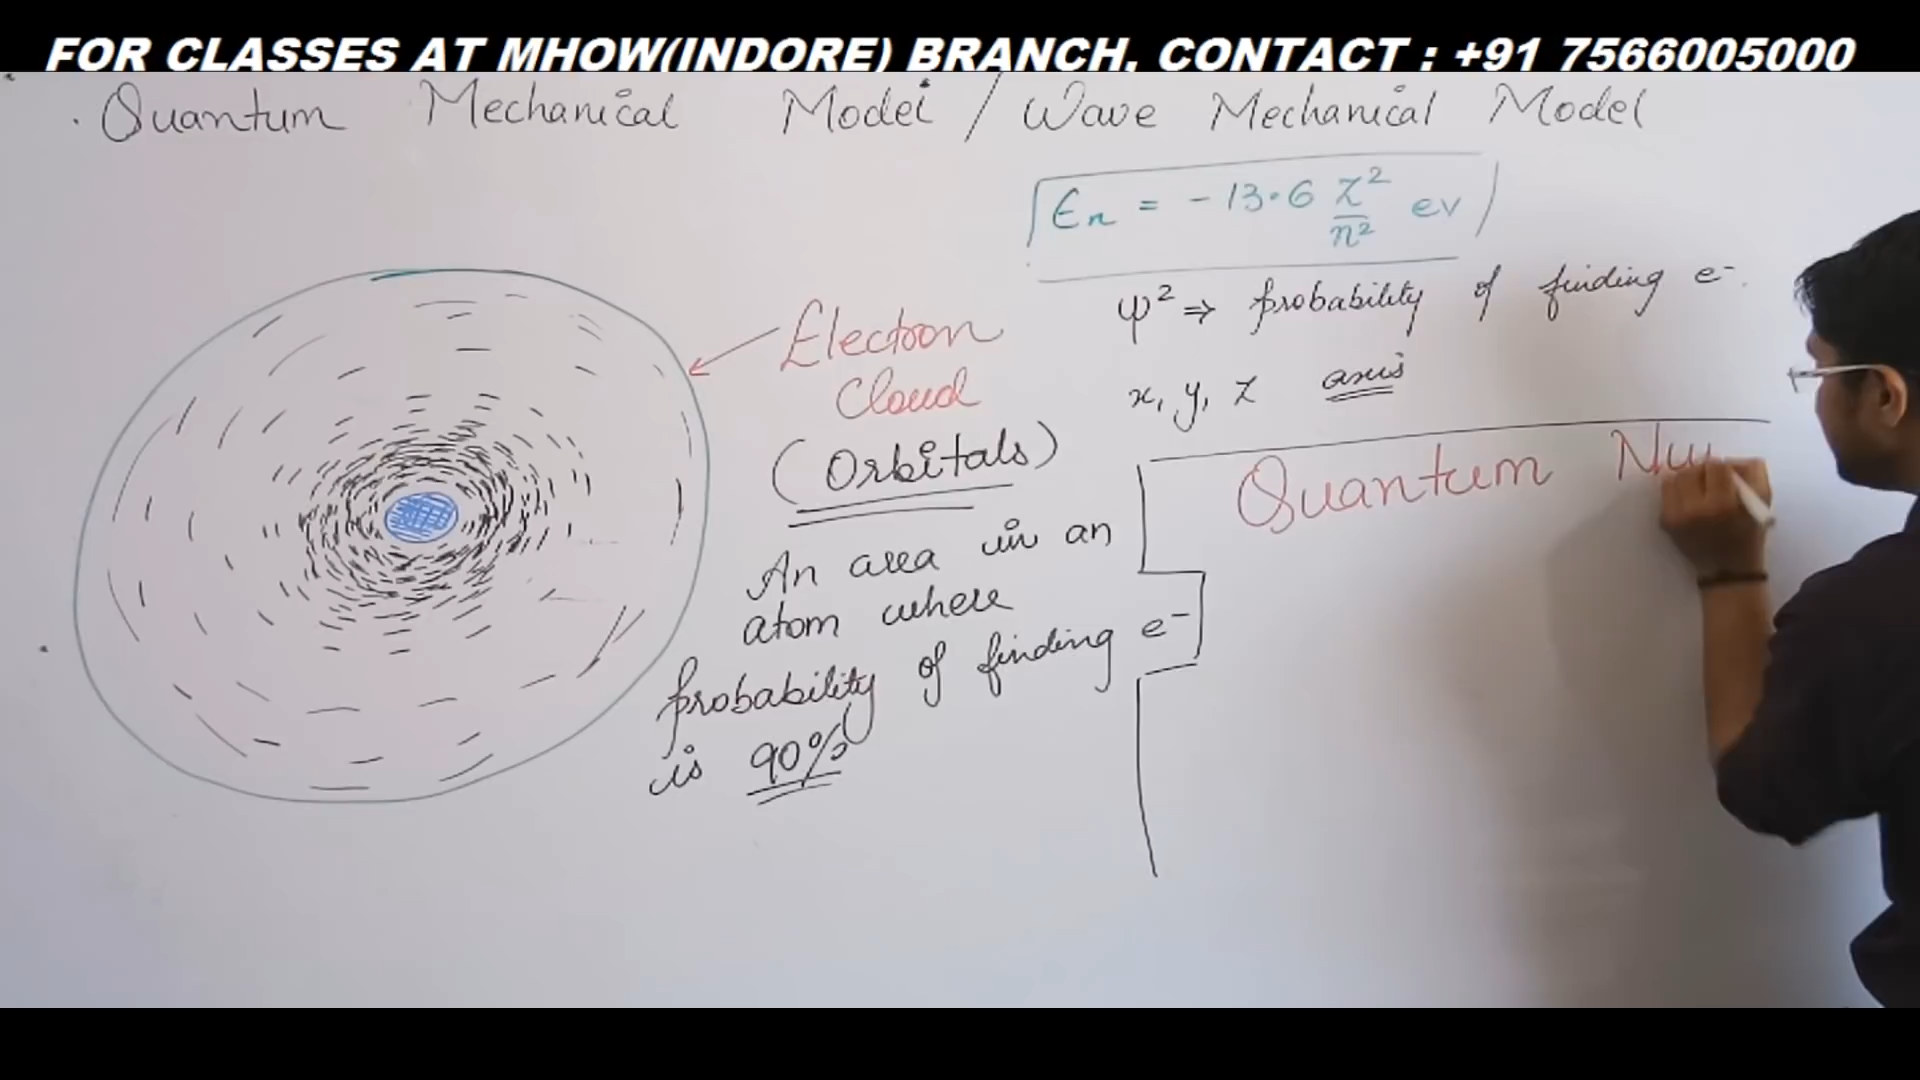 FOR CLASSES AT MHOW(INDORE) BRANCH, CONTACT : +91 7566005000
Quantum Mechanical Model / Wave Mechanical Model
En = -13.6 Z²/n² ev
ψ² ⇒ probability of finding e⁻
x, y, z axis
Electron
Cloud
(Orbitals)
An area in an
atom where
probability of finding e⁻
is 90%
Quantum Nu